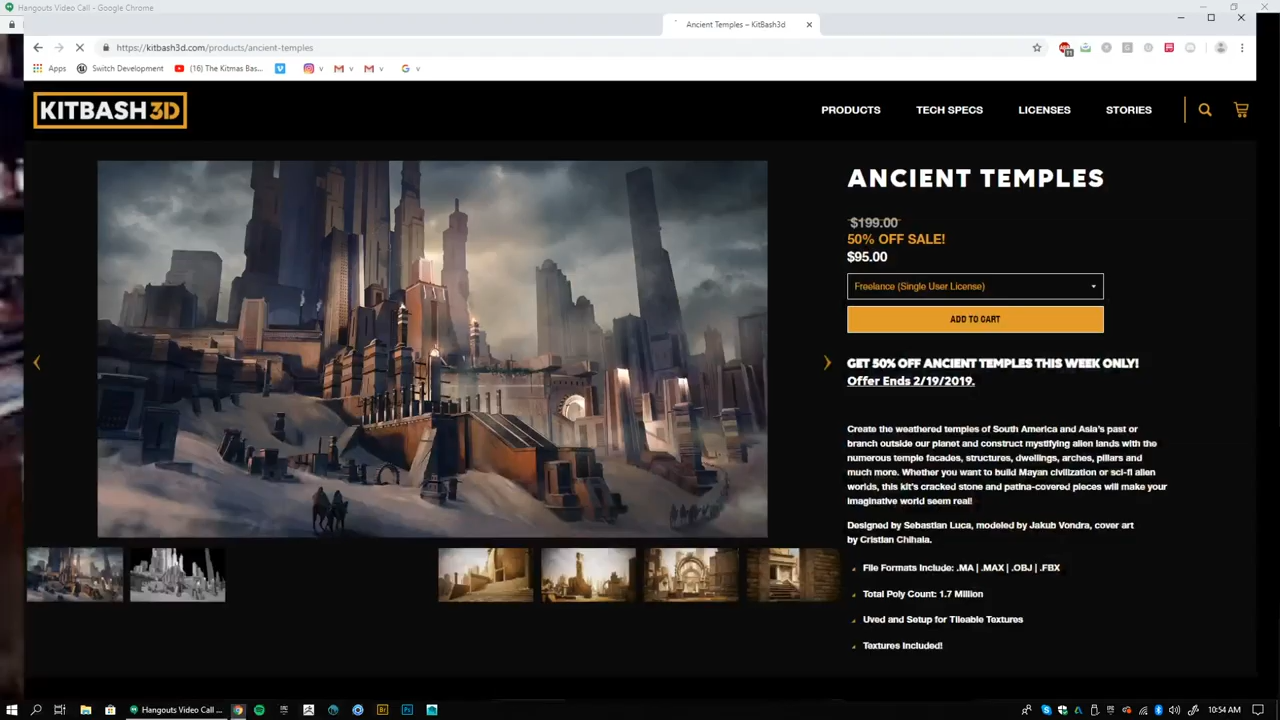 Hangouts Video Call - Google Chrome
Ancient Temples – KitBash3d
https://kitbash3d.com/products/ancient-temples
Apps
Switch Development
(16) The Kitmas Bas...
KITBASH 3D
PRODUCTS
TECH SPECS
LICENSES
STORIES
ANCIENT TEMPLES
$199.00
50% OFF SALE!
$95.00
Freelance (Single User License)
ADD TO CART
GET 50% OFF ANCIENT TEMPLES THIS WEEK ONLY!
Offer Ends 2/19/2019.
Create the weathered temples of South America and Asia's past or
branch outside our planet and construct mystifying alien lands with the
numerous temple facades, structures, dwellings, arches, pillars and
much more. Whether you want to build Mayan civilization or sci-fi alien
worlds, this kit's cracked stone and patina-covered pieces will make your
imaginative world seem real!
Designed by Sebastian Luca, modeled by Jakub Vondra, cover art
by Cristian Chihaia.
File Formats Include: .MA | .MAX | .OBJ | .FBX
Total Poly Count: 1.7 Million
Uved and Setup for Tileable Textures
Textures Included!
Hangouts Video Call ...
Br
Ps
10:54 AM